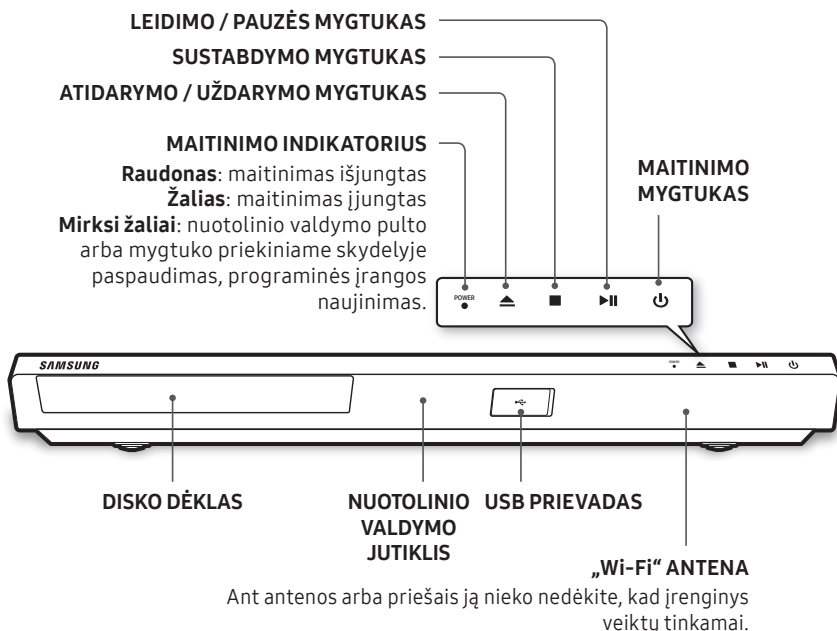 LEIDIMO / PAUZĖS MYGTUKAS
SUSTABDYMO MYGTUKAS
ATIDARYMO / UŽDARYMO MYGTUKAS
MAITINIMO INDIKATORIUS
Raudonas: maitinimas išjungtas
Žalias: maitinimas įjungtas
Mirksi žaliai: nuotolinio valdymo pulto
arba mygtuko priekiniame skydelyje
paspaudimas, programinės įrangos
naujinimas.
MAITINIMO
MYGTUKAS
POWER
SAMSUNG
POWER
DISKO DĖKLAS
NUOTOLINIO
VALDYMO
JUTIKLIS
USB PRIEVADAS
„Wi-Fi“ ANTENA
Ant antenos arba priešais ją nieko nedėkite, kad įrenginys
veiktų tinkamai.